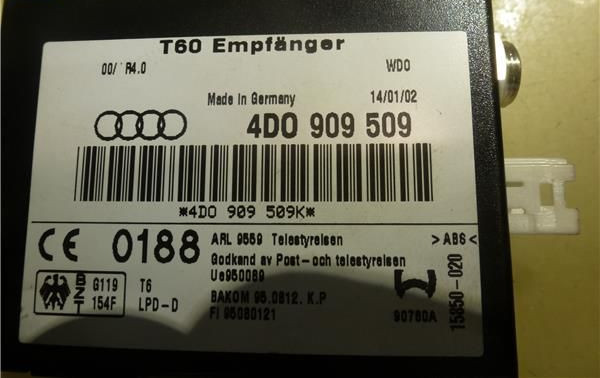 T60 Empfänger
00/ R4.0 WDO
Made in Germany 14/01/02
4D0 909 509
*4D0 909 509K*
CE 0188 ARL 9559 Telestyrelsen >ABS<
Godkand av Post-och telestyrelsen
Ue950089
BZT G119 154F T6 LPD-D
BAKOM 95.0812. K.P
FI 95080121 90760A
15850-020